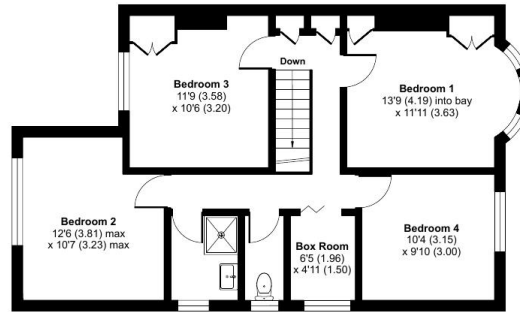 Down
Bedroom 3
11'9 (3.58)
x 10'6 (3.20)
Bedroom 1
13'9 (4.19) into bay
x 11'11 (3.63)
Bedroom 2
12'6 (3.81) max
x 10'7 (3.23) max
Box Room
6'5 (1.96)
x 4'11 (1.50)
Bedroom 4
10'4 (3.15)
x 9'10 (3.00)